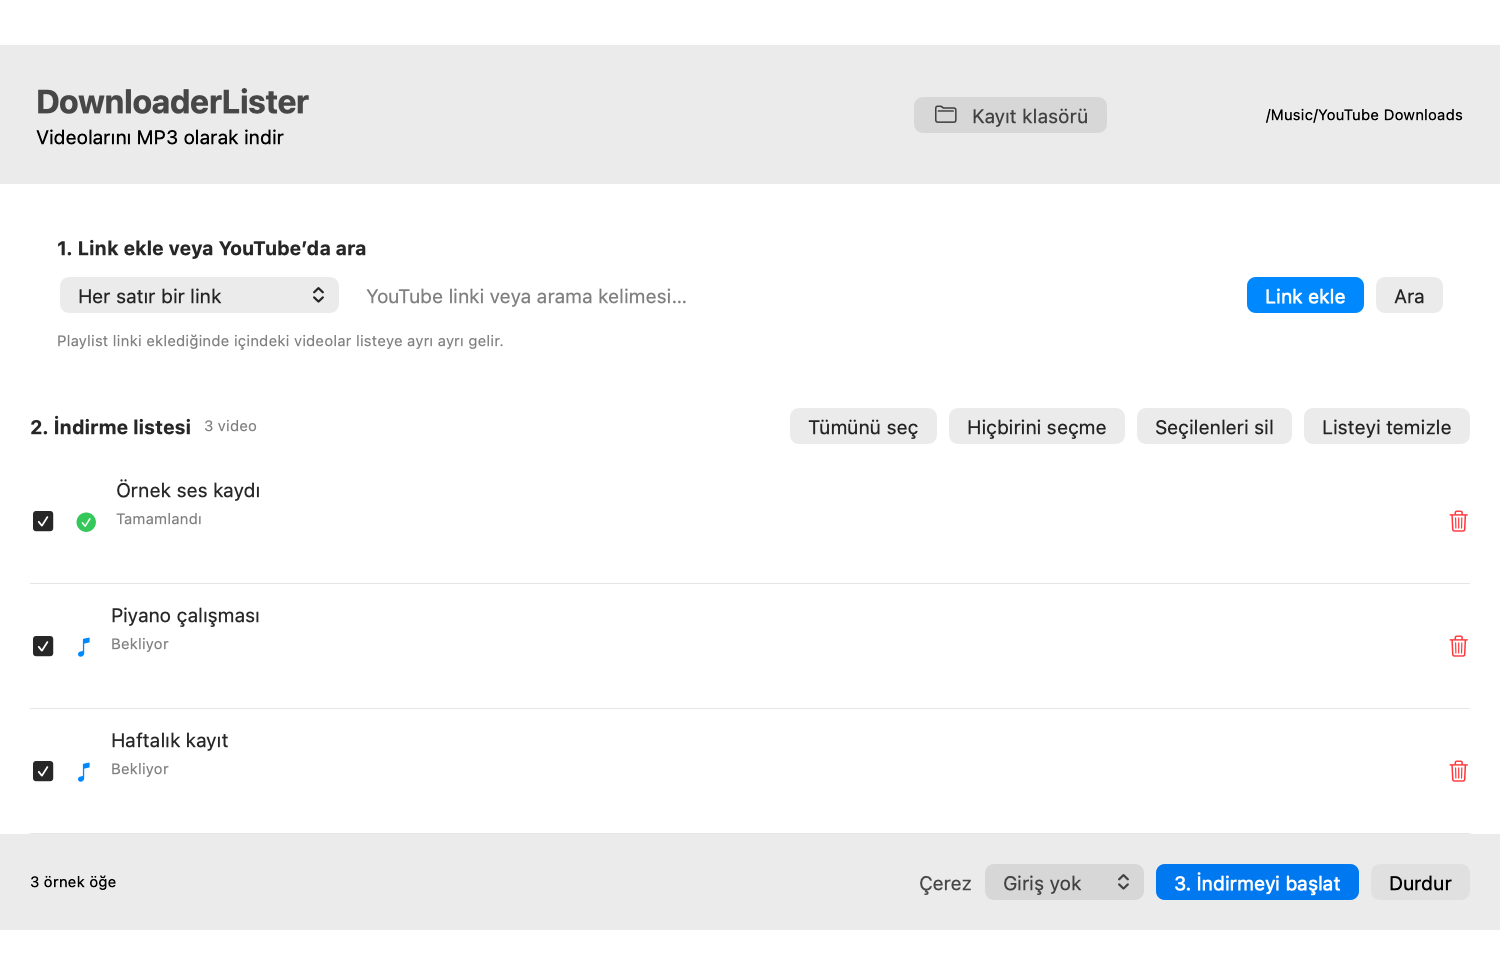 DownloaderLister
Videolarını MP3 olarak indir
Kayıt klasörü
/Music/YouTube Downloads
1. Link ekle veya YouTube’da ara
Her satır bir link
YouTube linki veya arama kelimesi...
Link ekle
Ara
Playlist linki eklediğinde içindeki videolar listeye ayrı ayrı gelir.
2. İndirme listesi
3 video
Tümünü seç
Hiçbirini seçme
Seçilenleri sil
Listeyi temizle
Örnek ses kaydı
Tamamlandı
Piyano çalışması
Bekliyor
Haftalık kayıt
Bekliyor
3 örnek öğe
Çerez
Giriş yok
3. İndirmeyi başlat
Durdur